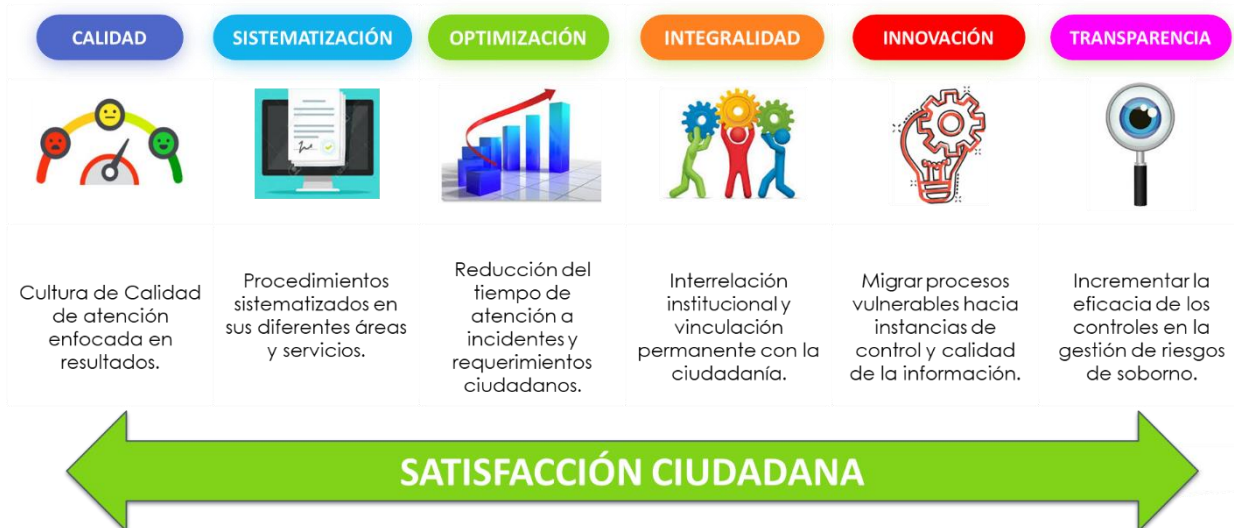 CALIDAD
SISTEMATIZACIÓN
OPTIMIZACIÓN
INTEGRALIDAD
INNOVACIÓN
TRANSPARENCIA
Cultura de Calidad
de atención
enfocada en
resultados.
Procedimientos
sistematizados en
sus diferentes áreas
y servicios.
Reducción del
tiempo de
atención a
incidentes y
requerimientos
ciudadanos.
Interrelación
institucional y
vinculación
permanente con la
ciudadanía.
Migrar procesos
vulnerables hacia
instancias de
control y calidad
de la información.
Incrementar la
eficacia de los
controles en la
gestión de riesgos
de soborno.
SATISFACCIÓN CIUDADANA